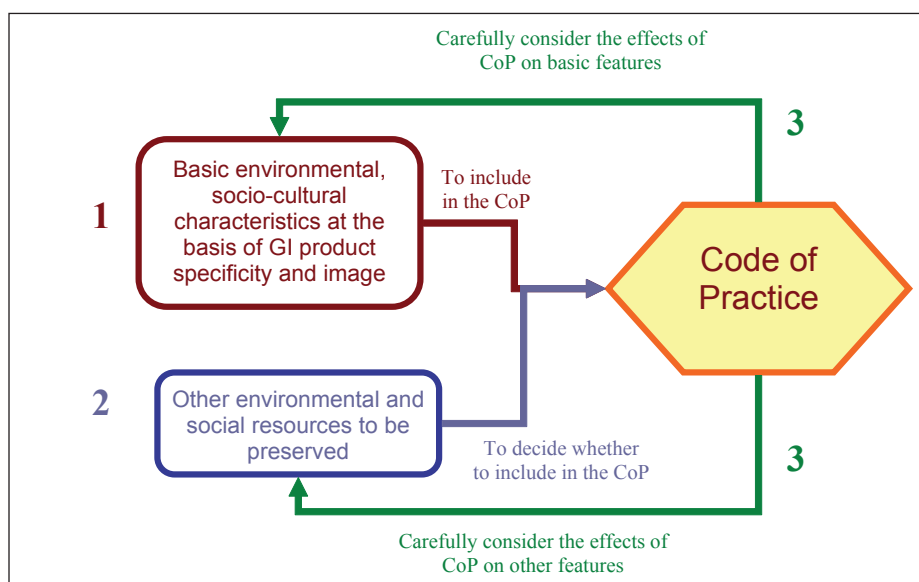 Carefully consider the effects of
CoP on basic features
3
1
Basic environmental,
socio-cultural
characteristics at the
basis of GI product
specificity and image
To include
in the CoP
Code of
Practice
2
Other environmental and
social resources to be
preserved
To decide whether
to include in the CoP
3
Carefully consider the effects of
CoP on other features